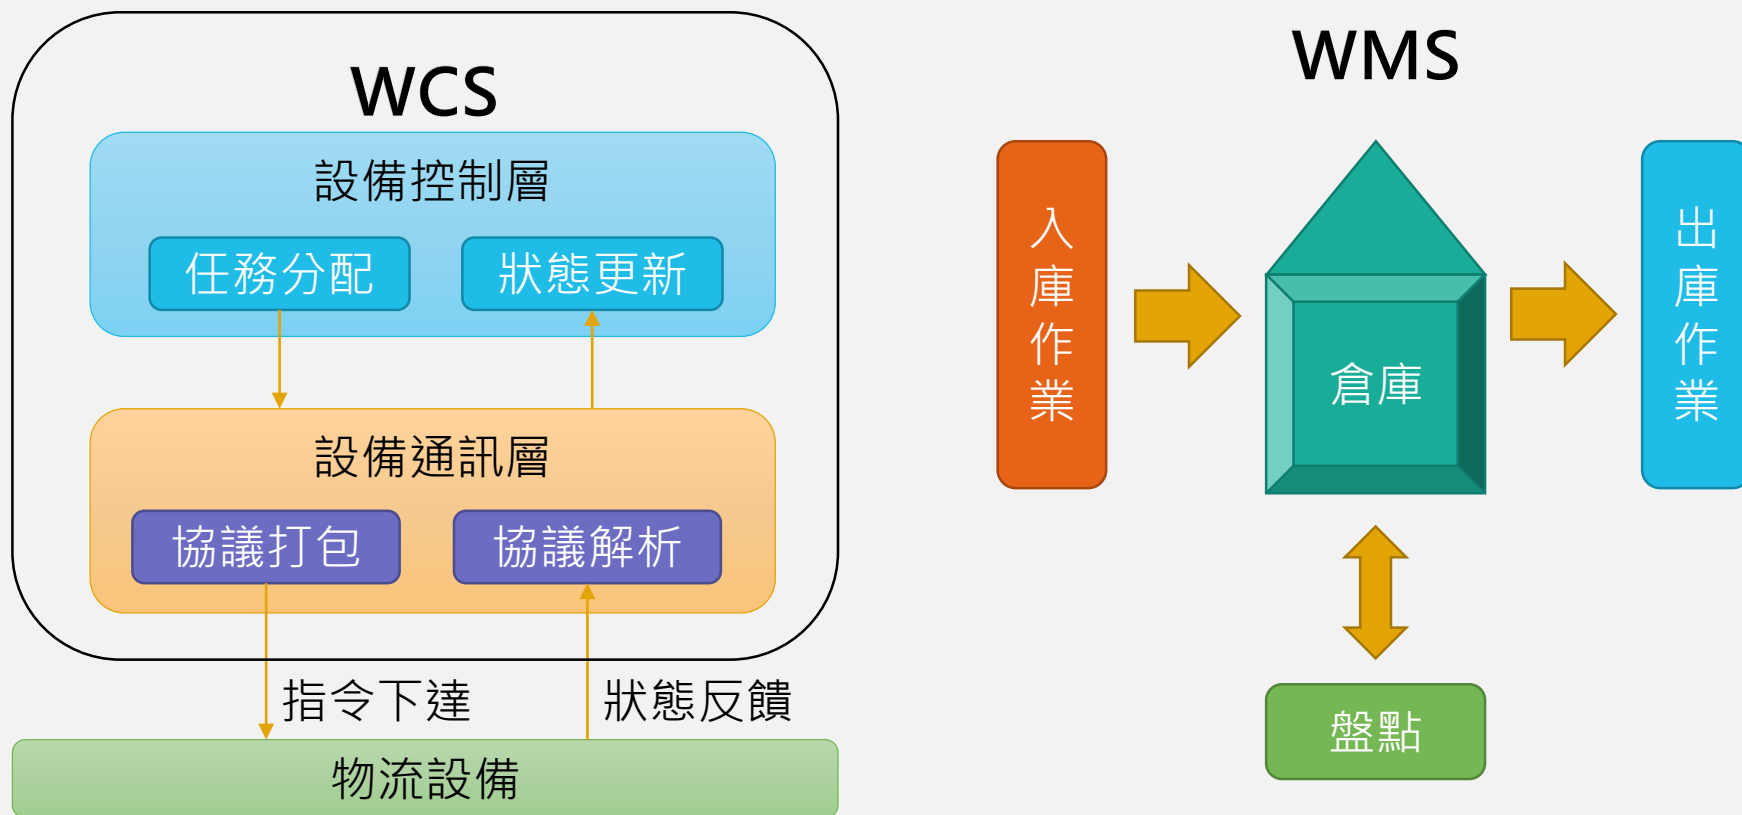 WCS
設備控制層
任務分配
狀態更新
設備通訊層
協議打包
協議解析
指令下達
狀態反饋
物流設備
WMS
入庫作業
倉庫
出庫作業
盤點